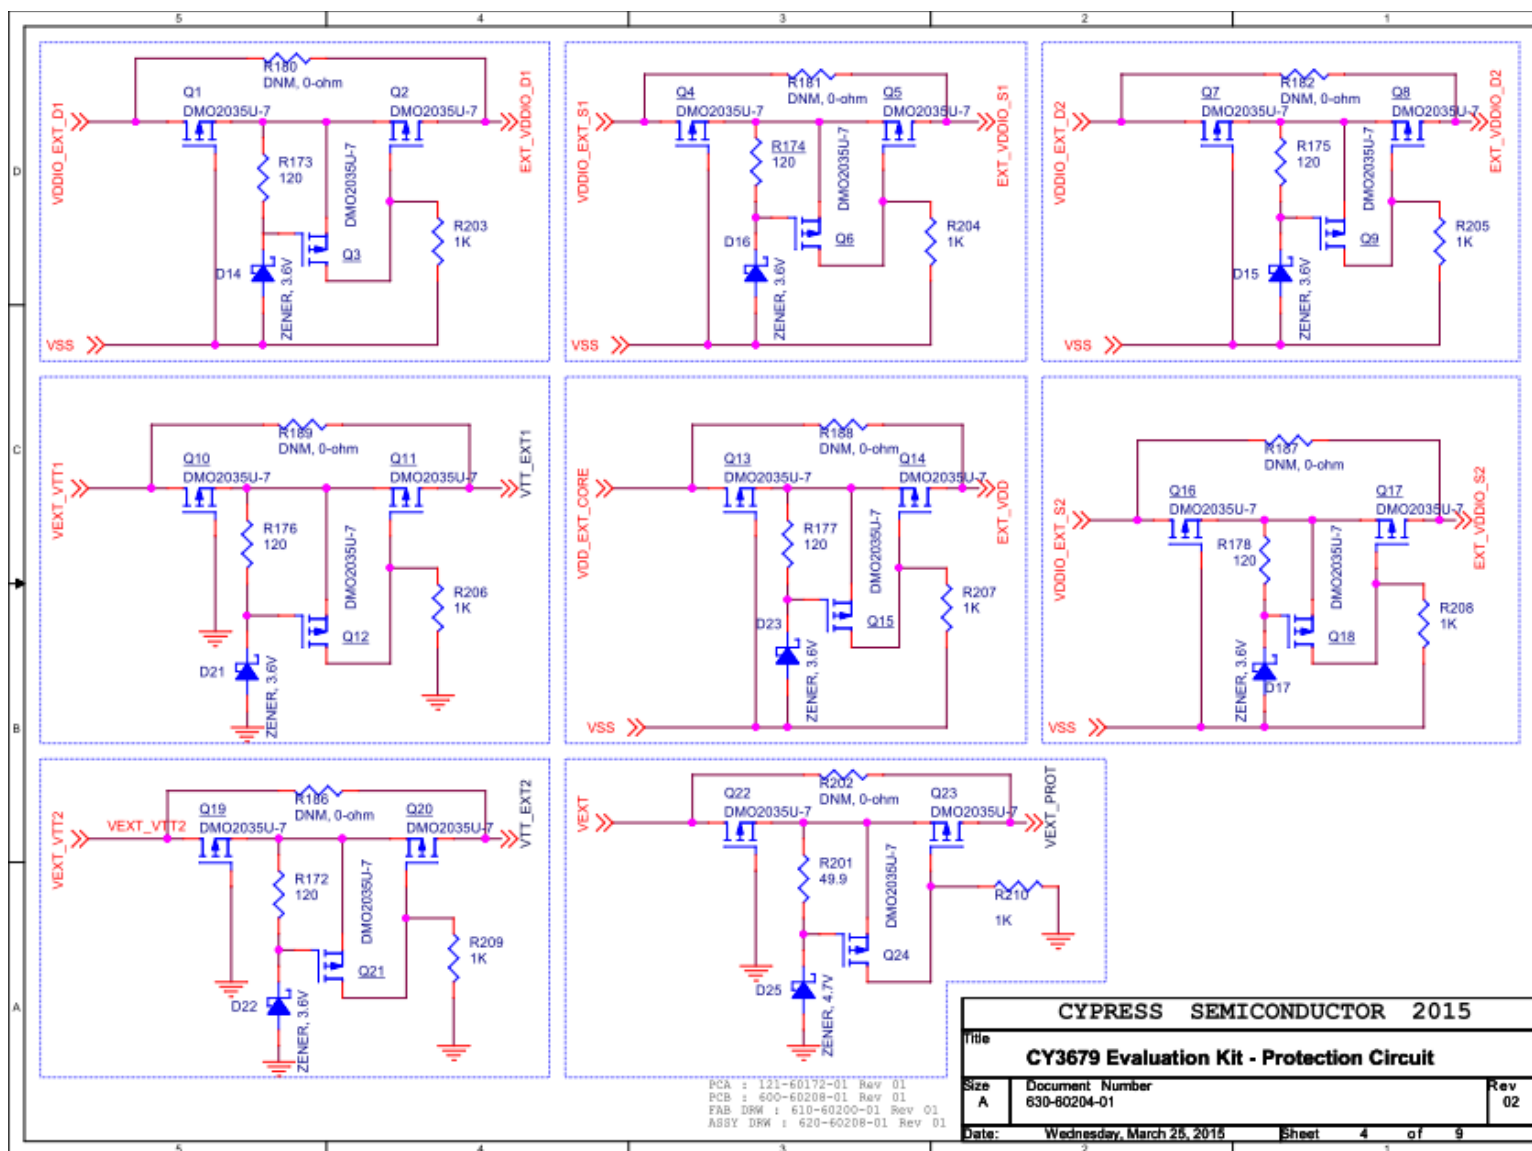 5 4 3 2 1
D
C
B
A
R180
DNM, 0-ohm
Q1
DMO2035U-7
Q2
DMO2035U-7
VDDIO_EXT_D1
EXT_VDDIO_D1
R173
120
DMO2035U-7
Q3
R203
1K
D14
ZENER, 3.6V
VSS
R181
DNM, 0-ohm
Q4
DMO2035U-7
Q5
DMO2035U-7
VDDIO_EXT_S1
EXT_VDDIO_S1
R174
120
DMO2035U-7
Q6
R204
1K
D16
ZENER, 3.6V
VSS
R182
DNM, 0-ohm
Q7
DMO2035U-7
Q8
DMO2035U-7
VDDIO_EXT_D2
EXT_VDDIO_D2
R175
120
DMO2035U-7
Q9
R205
1K
D15
ZENER, 3.6V
VSS
R189
DNM, 0-ohm
Q10
DMO2035U-7
Q11
DMO2035U-7
VEXT_VTT1
VTT_EXT1
R176
120
DMO2035U-7
Q12
R206
1K
D21
ZENER, 3.6V
R188
DNM, 0-ohm
Q13
DMO2035U-7
Q14
DMO2035U-7
VDD_EXT_CORE
EXT_VDD
R177
120
DMO2035U-7
Q15
R207
1K
D23
ZENER, 3.6V
VSS
R187
DNM, 0-ohm
Q16
DMO2035U-7
Q17
DMO2035U-7
VDDIO_EXT_S2
EXT_VDDIO_S2
R178
120
DMO2035U-7
Q18
R208
1K
D17
ZENER, 3.6V
VSS
R186
DNM, 0-ohm
Q19
DMO2035U-7
Q20
DMO2035U-7
VEXT_VTT2
VEXT_VTT2
VTT_EXT2
R172
120
DMO2035U-7
Q21
R209
1K
D22
ZENER, 3.6V
R202
DNM, 0-ohm
Q22
DMO2035U-7
Q23
DMO2035U-7
VEXT
VEXT_PROT
R201
49.9
DMO2035U-7
Q24
R210
1K
D25
ZENER, 4.7V
PCA : 121-60172-01 Rev 01
PCB : 600-60208-01 Rev 01
FAB DRW : 610-60200-01 Rev 01
ASSY DRW : 620-60208-01 Rev 01
CYPRESS SEMICONDUCTOR 2015
Title
CY3679 Evaluation Kit - Protection Circuit
Size
A
Document Number
630-60204-01
Rev
02
Date: Wednesday, March 25, 2015 Sheet 4 of 9
5 4 3 2 1